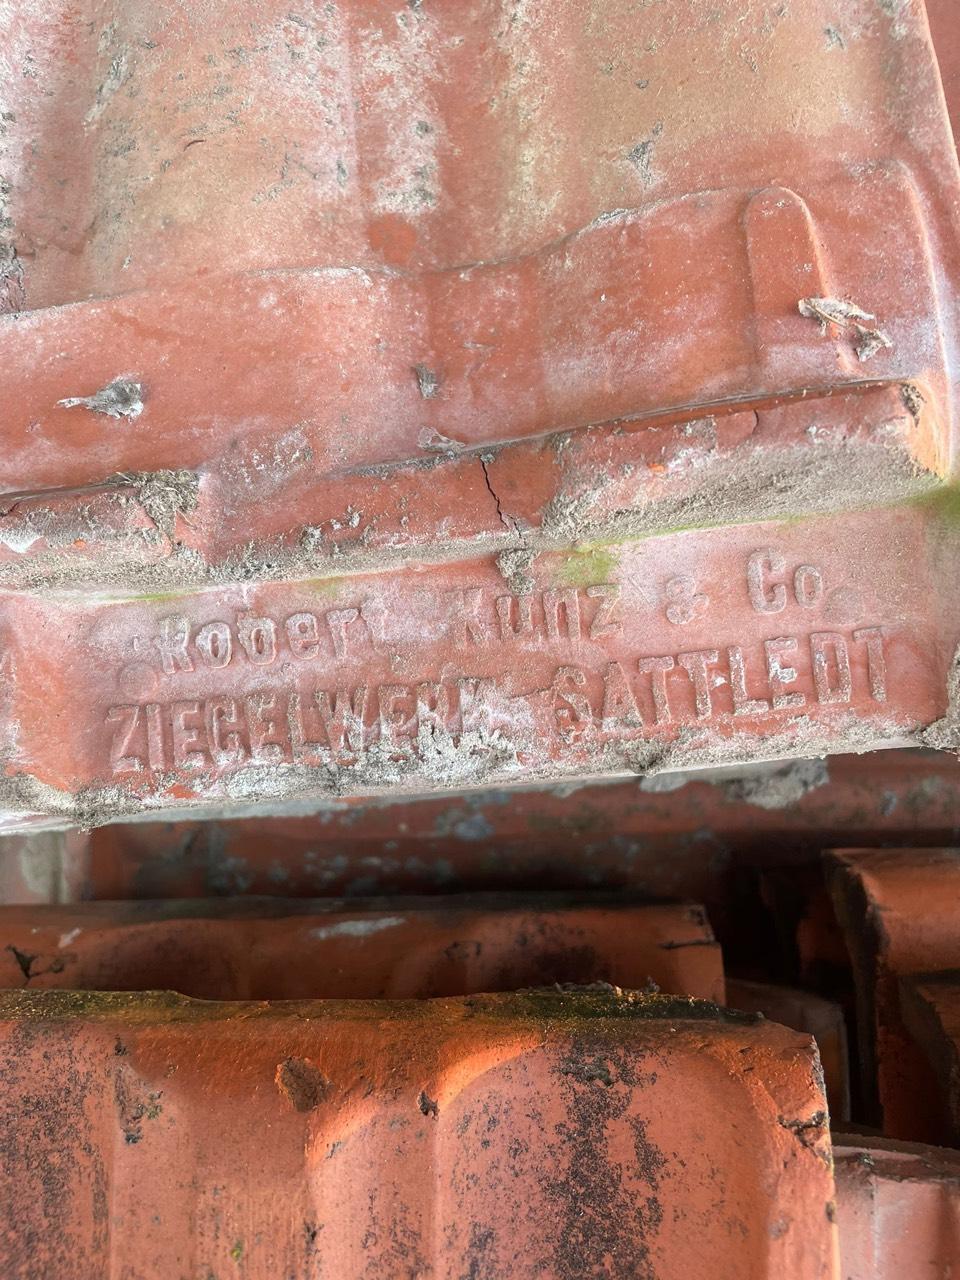 Robert Kunz & Co
ZIEGELWERK SATTLEDT